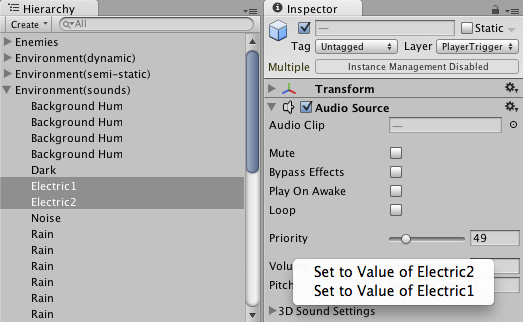 Hierarchy
Create
All
Enemies
Environment(dynamic)
Environment(semi-static)
Environment(sounds)
Background Hum
Background Hum
Background Hum
Background Hum
Dark
Electric1
Electric2
Noise
Rain
Rain
Rain
Rain
Rain
Rain
Inspector
—
Static
Tag Untagged Layer PlayerTrigger
Multiple Instance Management Disabled
Transform
Audio Source
Audio Clip —
Mute
Bypass Effects
Play On Awake
Loop
Priority 49
Volu
Set to Value of Electric2
Pitch
Set to Value of Electric1
3D Sound Settings